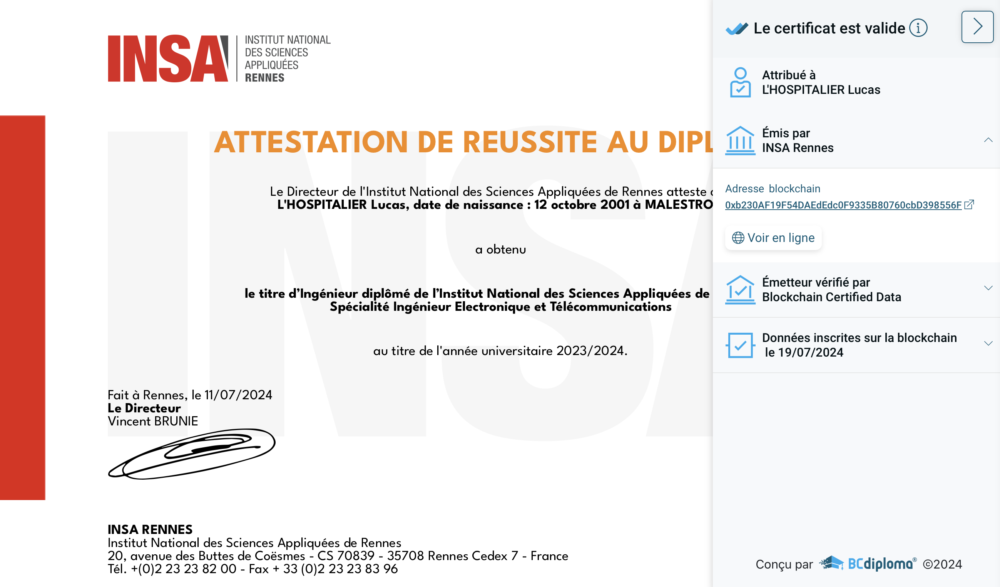 INSA
INSTITUT NATIONAL
DES SCIENCES
APPLIQUÉES
RENNES
ATTESTATION DE REUSSITE AU DIPL
Le Directeur de l'Institut National des Sciences Appliquées de Rennes atteste
L'HOSPITALIER Lucas, date de naissance : 12 octobre 2001 à MALESTRO
a obtenu
le titre d’Ingénieur diplômé de l’Institut National des Sciences Appliquées de
Spécialité Ingénieur Electronique et Télécommunications
au titre de l'année universitaire 2023/2024.
Fait à Rennes, le 11/07/2024
Le Directeur
Vincent BRUNIE
INSA RENNES
Institut National des Sciences Appliquées de Rennes
20, avenue des Buttes de Coësmes - CS 70839 - 35708 Rennes Cedex 7 - France
Tél. +(0)2 23 23 82 00 - Fax + 33 (0)2 23 23 83 96
Le certificat est valide
Attribué à
L'HOSPITALIER Lucas
Émis par
INSA Rennes
Adresse blockchain
0xb230AF19F54DAEdEdc0F9335B80760cbD398556F
Voir en ligne
Émetteur vérifié par
Blockchain Certified Data
Données inscrites sur la blockchain
le 19/07/2024
Conçu par BCdiploma® ©2024